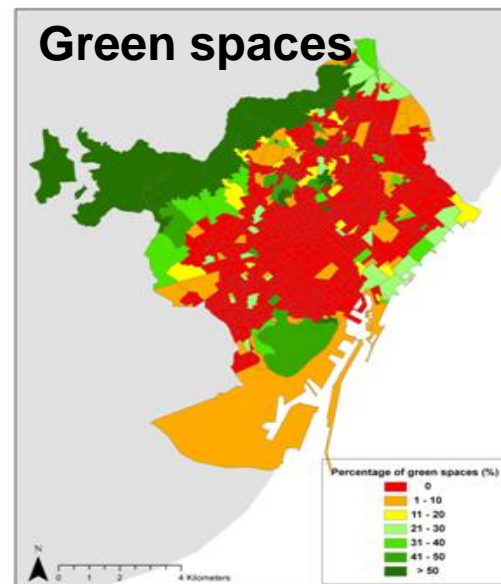 Green spaces
Percentage of green spaces (%)
0
1 - 10
11 - 20
21 - 30
31 - 40
41 - 50
> 50
N
0 1 2 4 Kilometers